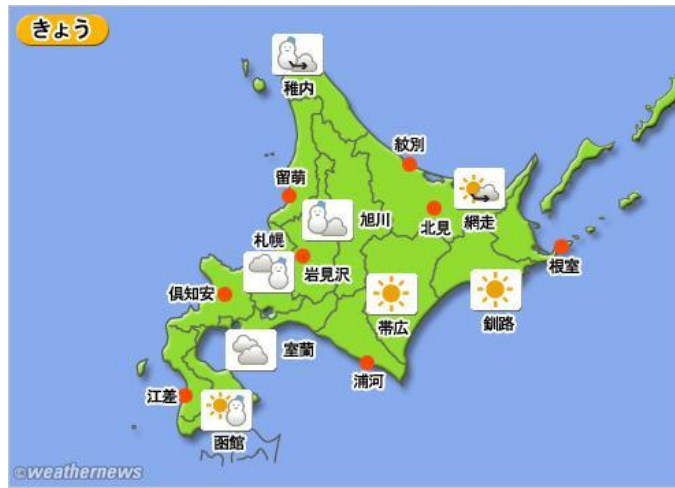 きょう
稚内
紋別
留萌
旭川
北見
網走
札幌
岩見沢
根室
倶知安
帯広
釧路
室蘭
浦河
江差
函館
©weathernews